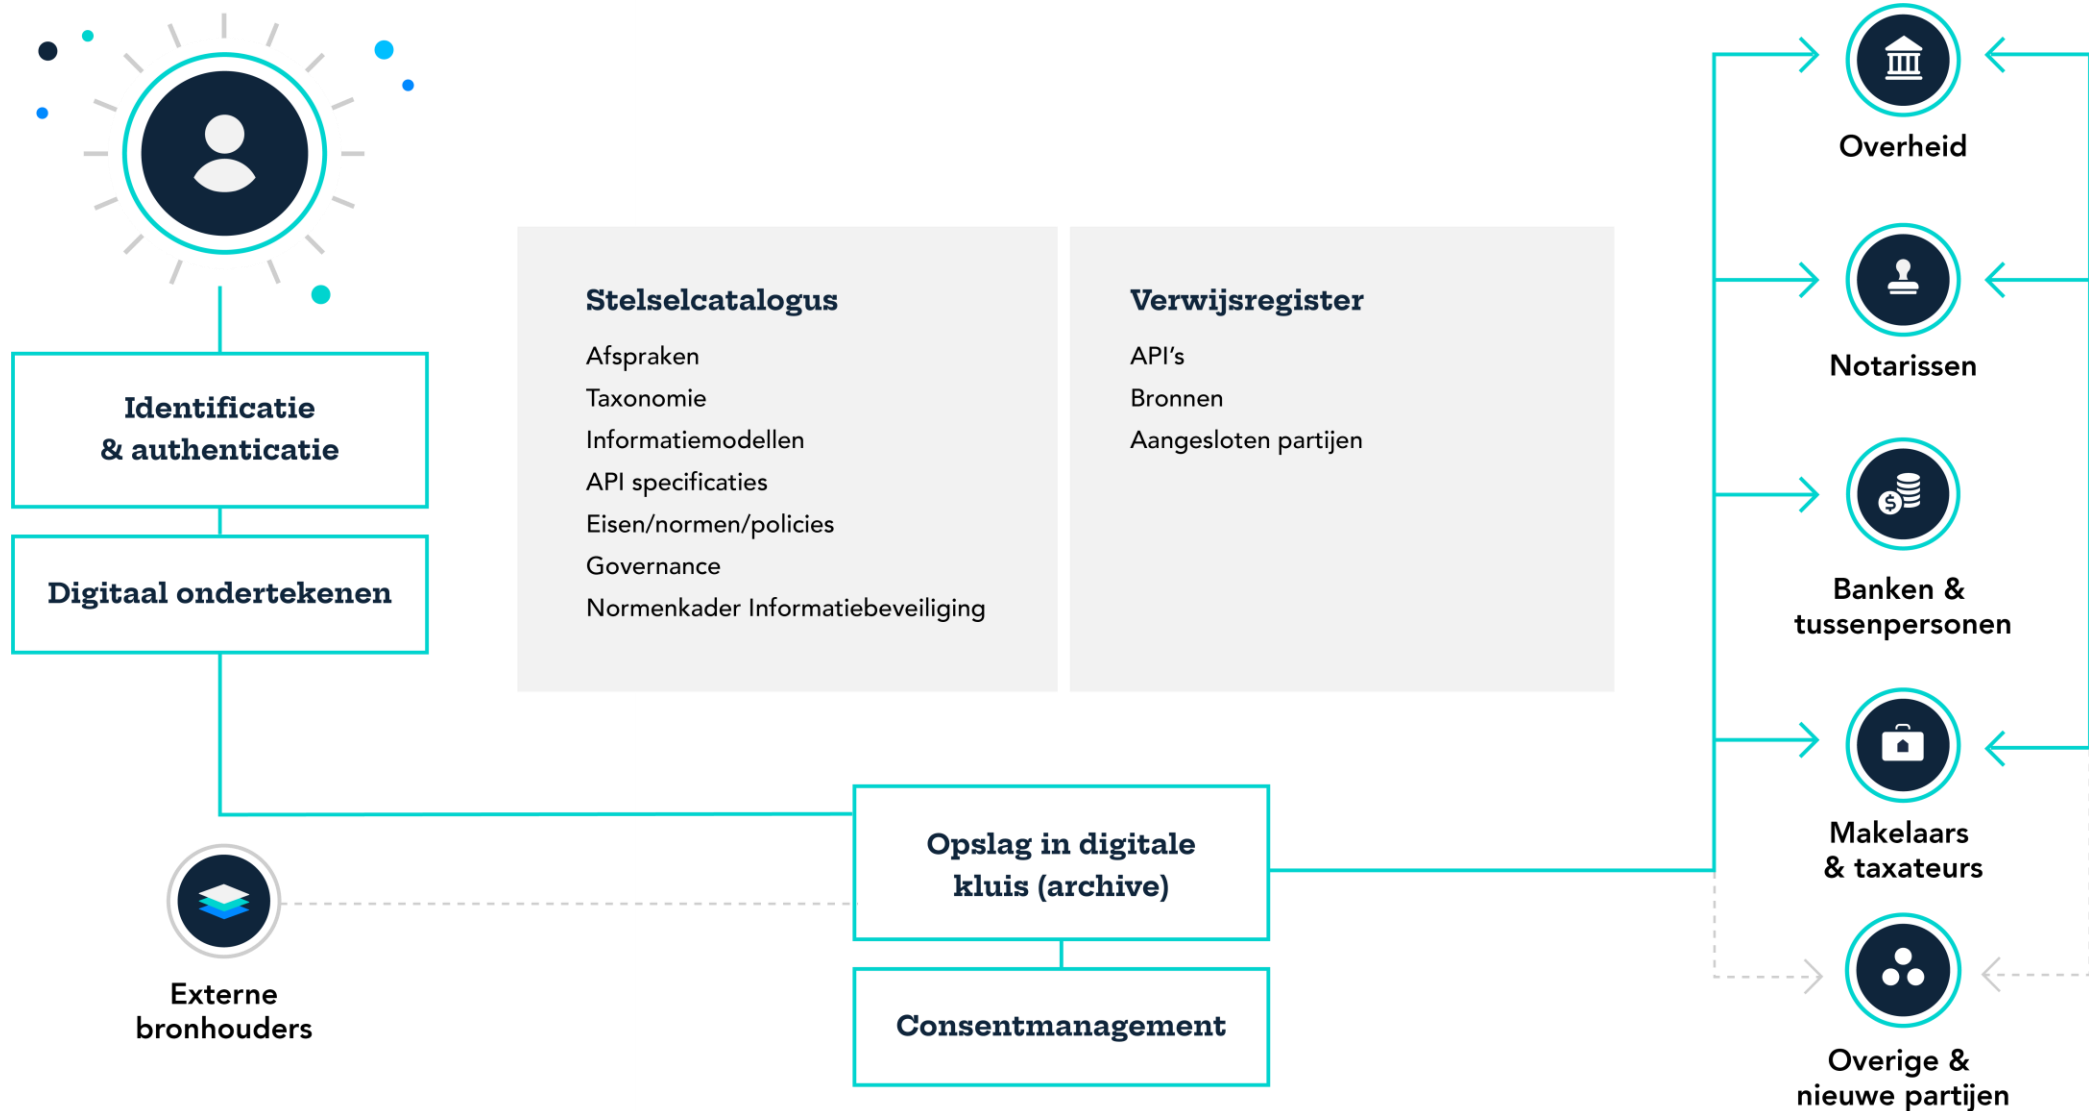 Identificatie
& authenticatie
Digitaal ondertekenen
Externe
bronhouders
Stelselcatalogus
Afspraken
Taxonomie
Informatiemodellen
API specificaties
Eisen/normen/policies
Governance
Normenkader Informatiebeveiliging
Verwijsregister
API's
Bronnen
Aangesloten partijen
Opslag in digitale
kluis (archive)
Consentmanagement
Overheid
Notarissen
Banken &
tussenpersonen
Makelaars
& taxateurs
Overige &
nieuwe partijen